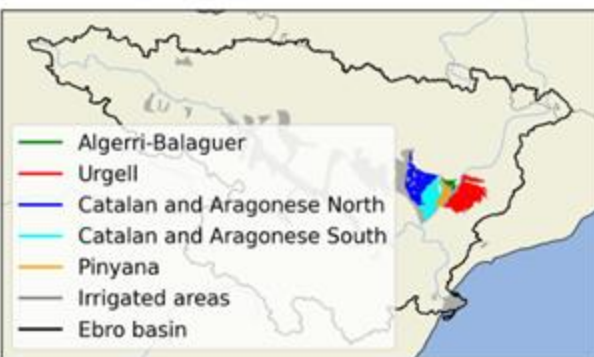 Algerri-Balaguer
Urgell
Catalan and Aragonese North
Catalan and Aragonese South
Pinyana
Irrigated areas
Ebro basin